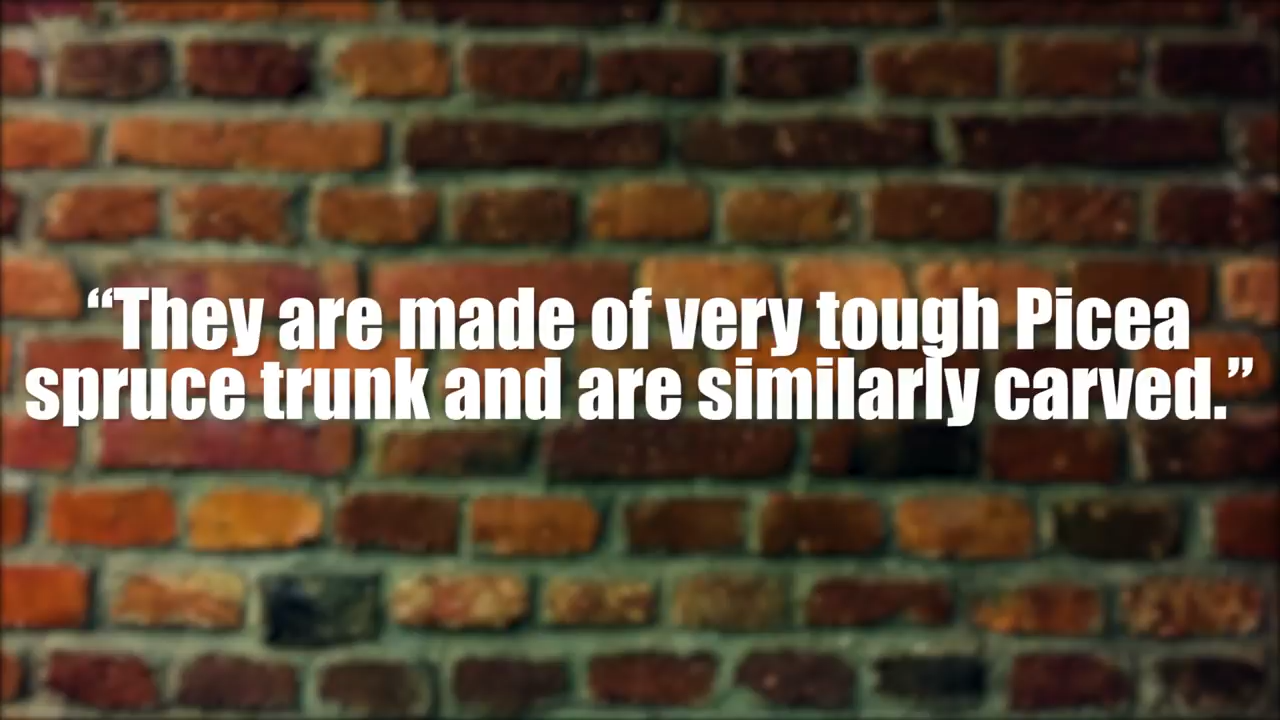 “They are made of very tough Picea
spruce trunk and are similarly carved.”